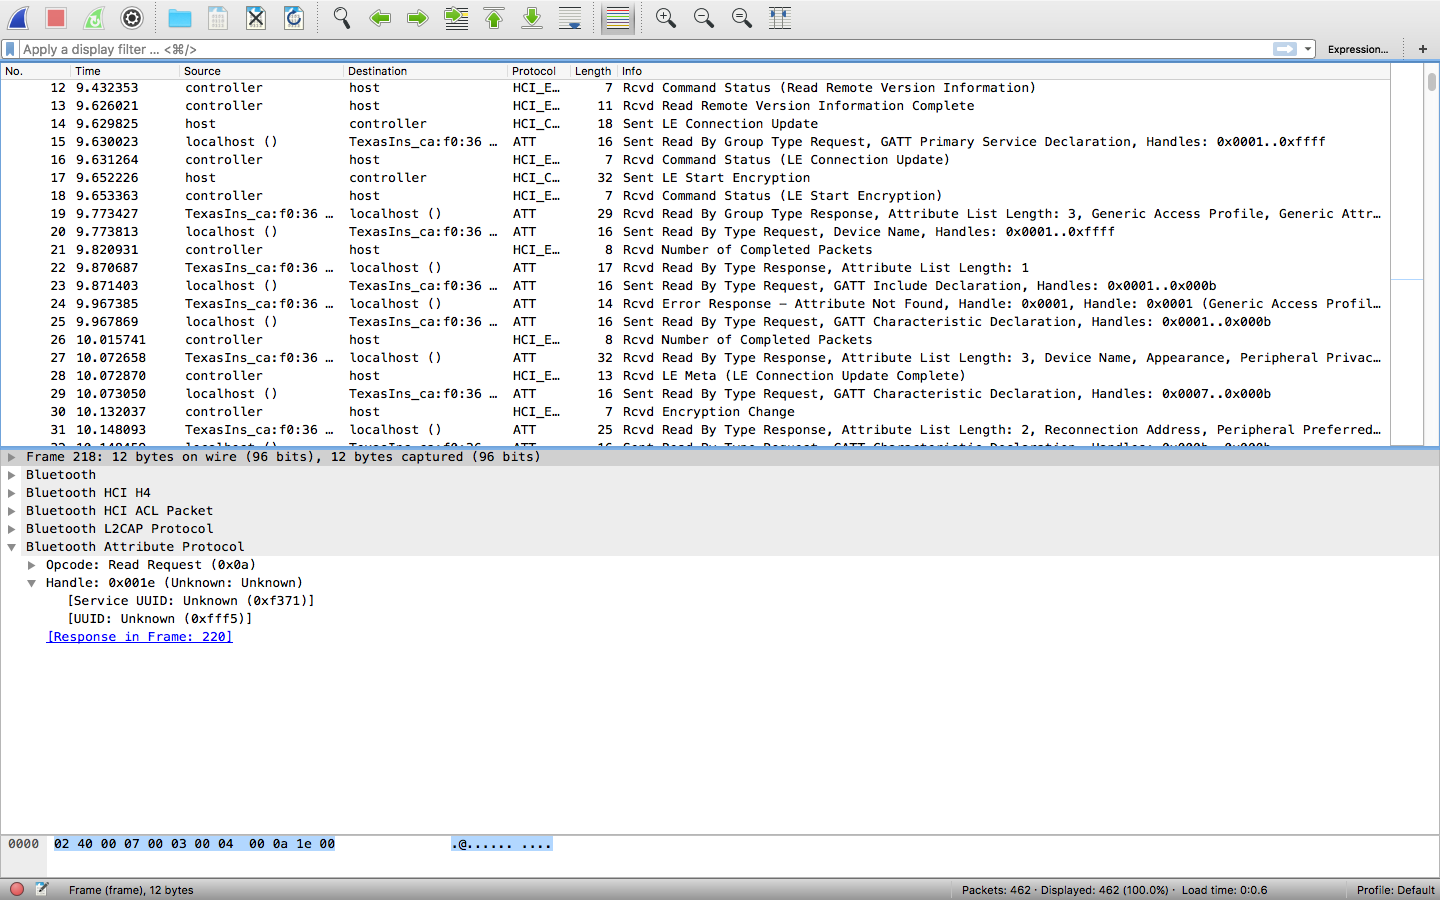 Apply a display filter ... <⌘/>
Expression...
+
No. Time Source Destination Protocol Length Info
12 9.432353 controller host HCI_E… 7 Rcvd Command Status (Read Remote Version Information)
13 9.626021 controller host HCI_E… 11 Rcvd Read Remote Version Information Complete
14 9.629825 host controller HCI_C… 18 Sent LE Connection Update
15 9.630023 localhost () TexasIns_ca:f0:36 … ATT 16 Sent Read By Group Type Request, GATT Primary Service Declaration, Handles: 0x0001..0xffff
16 9.631264 controller host HCI_E… 7 Rcvd Command Status (LE Connection Update)
17 9.652226 host controller HCI_C… 32 Sent LE Start Encryption
18 9.653363 controller host HCI_E… 7 Rcvd Command Status (LE Start Encryption)
19 9.773427 TexasIns_ca:f0:36 … localhost () ATT 29 Rcvd Read By Group Type Response, Attribute List Length: 3, Generic Access Profile, Generic Attr…
20 9.773813 localhost () TexasIns_ca:f0:36 … ATT 16 Sent Read By Type Request, Device Name, Handles: 0x0001..0xffff
21 9.820931 controller host HCI_E… 8 Rcvd Number of Completed Packets
22 9.870687 TexasIns_ca:f0:36 … localhost () ATT 17 Rcvd Read By Type Response, Attribute List Length: 1
23 9.871403 localhost () TexasIns_ca:f0:36 … ATT 16 Sent Read By Type Request, GATT Include Declaration, Handles: 0x0001..0x000b
24 9.967385 TexasIns_ca:f0:36 … localhost () ATT 14 Rcvd Error Response – Attribute Not Found, Handle: 0x0001, Handle: 0x0001 (Generic Access Profil…
25 9.967869 localhost () TexasIns_ca:f0:36 … ATT 16 Sent Read By Type Request, GATT Characteristic Declaration, Handles: 0x0001..0x000b
26 10.015741 controller host HCI_E… 8 Rcvd Number of Completed Packets
27 10.072658 TexasIns_ca:f0:36 … localhost () ATT 32 Rcvd Read By Type Response, Attribute List Length: 3, Device Name, Appearance, Peripheral Privac…
28 10.072870 controller host HCI_E… 13 Rcvd LE Meta (LE Connection Update Complete)
29 10.073050 localhost () TexasIns_ca:f0:36 … ATT 16 Sent Read By Type Request, GATT Characteristic Declaration, Handles: 0x0007..0x000b
30 10.132037 controller host HCI_E… 7 Rcvd Encryption Change
31 10.148093 TexasIns_ca:f0:36 … localhost () ATT 25 Rcvd Read By Type Response, Attribute List Length: 2, Reconnection Address, Peripheral Preferred…
Frame 218: 12 bytes on wire (96 bits), 12 bytes captured (96 bits)
Bluetooth
Bluetooth HCI H4
Bluetooth HCI ACL Packet
Bluetooth L2CAP Protocol
Bluetooth Attribute Protocol
Opcode: Read Request (0x0a)
Handle: 0x001e (Unknown: Unknown)
[Service UUID: Unknown (0xf371)]
[UUID: Unknown (0xfff5)]
[Response in Frame: 220]
0000 02 40 00 07 00 03 00 04 00 0a 1e 00 .@...... ....
Frame (frame), 12 bytes
Packets: 462 · Displayed: 462 (100.0%) · Load time: 0:0.6
Profile: Default